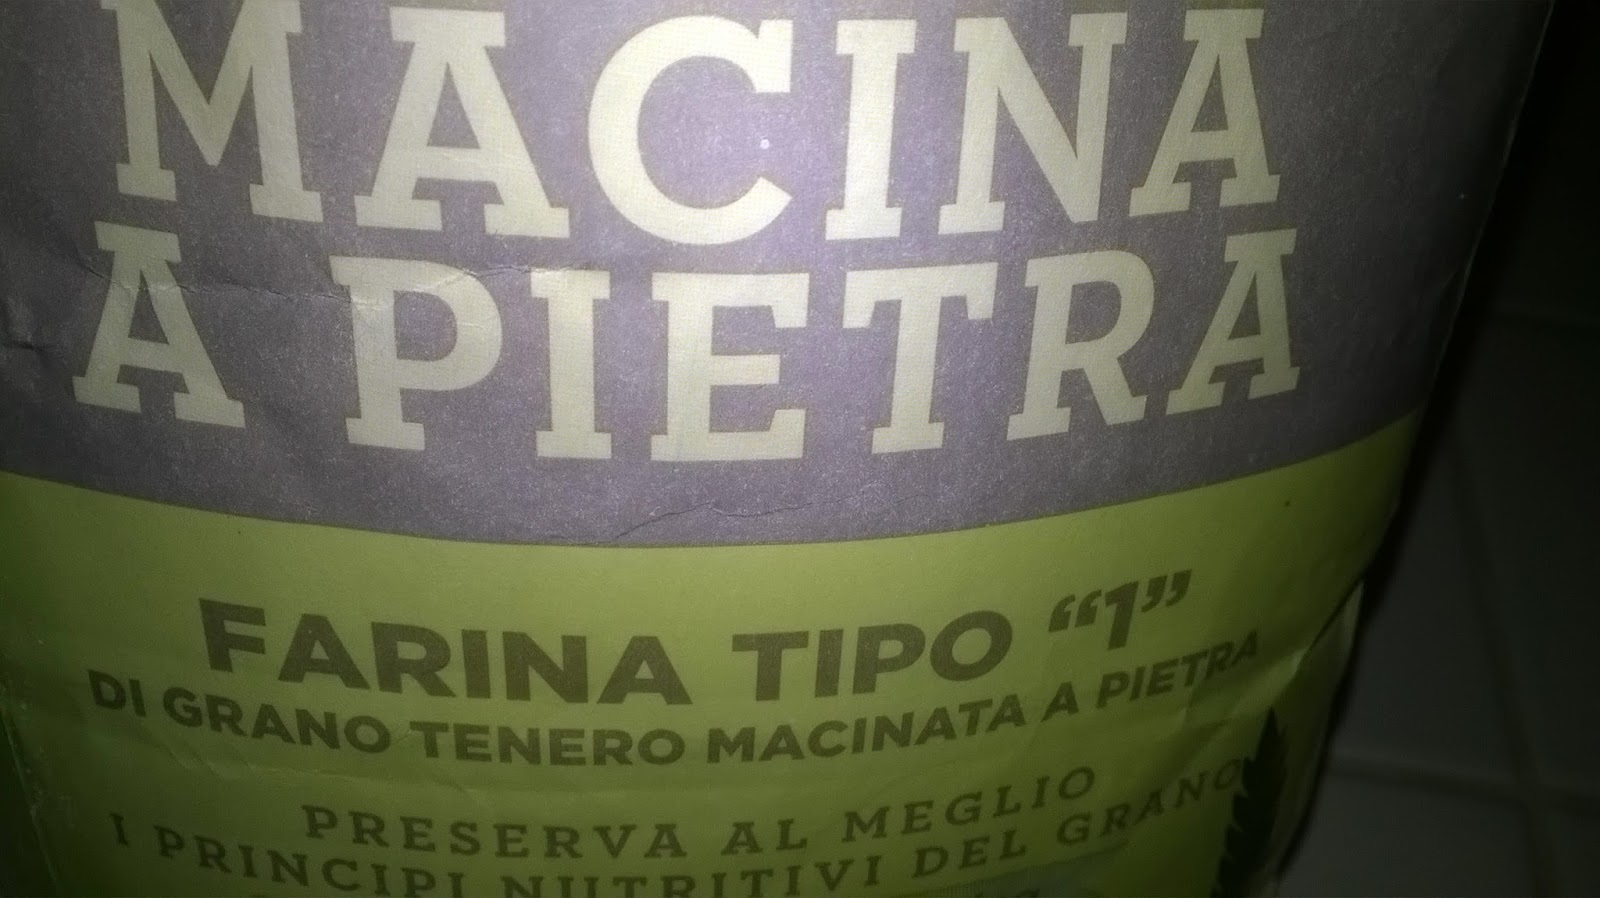 MACINA
A PIETRA
FARINA TIPO “1”
DI GRANO TENERO MACINATA A PIETRA
PRESERVA AL MEGLIO
I PRINCIPI NUTRITIVI DEL GRANO